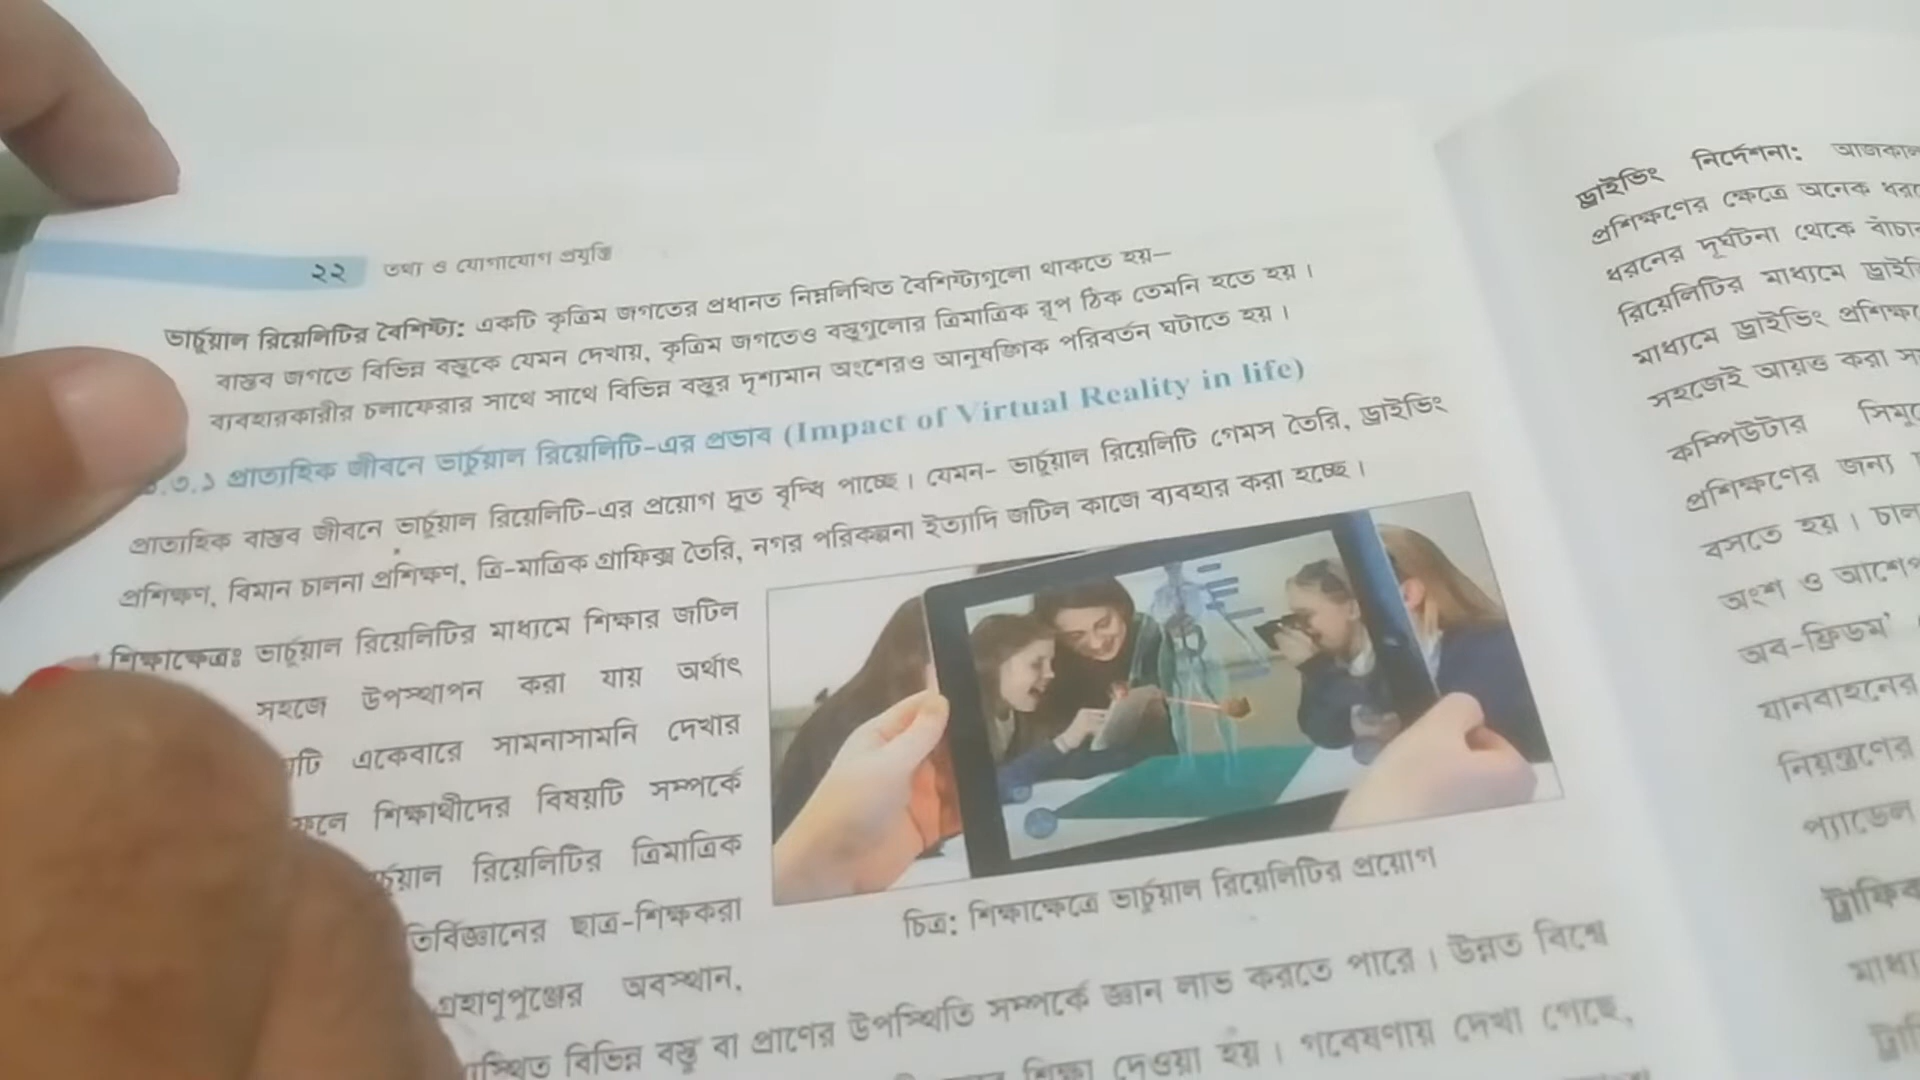 ২২ তথ্য ও যোগাযোগ প্রযুক্তি
ভার্চুয়াল রিয়েলিটির বৈশিষ্ট্য: একটি কৃত্রিম জগতের প্রধানত নিম্নলিখিত বৈশিষ্ট্যগুলো থাকতে হয়–
বাস্তব জগতে বিভিন্ন বস্তুকে যেমন দেখায়, কৃত্রিম জগতেও বস্তুগুলোর ত্রিমাত্রিক রূপ ঠিক তেমনি হতে হয়।
ব্যবহারকারীর চলাফেরার সাথে সাথে বিভিন্ন বস্তুর দৃশ্যমান অংশেরও আনুষঙ্গিক পরিবর্তন ঘটাতে হয়।
.৩.১ প্রাত্যহিক জীবনে ভার্চুয়াল রিয়েলিটি-এর প্রভাব (Impact of Virtual Reality in life)
প্রাত্যহিক বাস্তব জীবনে ভার্চুয়াল রিয়েলিটি-এর প্রয়োগ দ্রুত বৃদ্ধি পাচ্ছে। যেমন- ভার্চুয়াল রিয়েলিটি গেমস তৈরি, ড্রাইভিং
প্রশিক্ষণ, বিমান চালনা প্রশিক্ষণ, ত্রি-মাত্রিক গ্রাফিক্স তৈরি, নগর পরিকল্পনা ইত্যাদি জটিল কাজে ব্যবহার করা হচ্ছে।
শিক্ষাক্ষেত্রঃ ভার্চুয়াল রিয়েলিটির মাধ্যমে শিক্ষার জটিল
সহজে উপস্থাপন করা যায় অর্থাৎ
একেবারে সামনাসামনি দেখার
ফলে শিক্ষার্থীদের বিষয়টি সম্পর্কে
রিয়েলিটির ত্রিমাত্রিক
ছাত্র-শিক্ষকরা
গ্রহাণুপুঞ্জের অবস্থান,
চিত্র: শিক্ষাক্ষেত্রে ভার্চুয়াল রিয়েলিটির প্রয়োগ
বিভিন্ন বস্তু বা প্রাণের উপস্থিতি সম্পর্কে জ্ঞান লাভ করতে পারে। উন্নত বিশ্বে
শিক্ষা দেওয়া হয়। গবেষণায় দেখা গেছে,
ড্রাইভিং নির্দেশনা: আজকাল
প্রশিক্ষণের ক্ষেত্রে অনেক
ধরনের দূর্ঘটনা থেকে
রিয়েলিটির মাধ্যমে
মাধ্যমে ড্রাইভিং
সহজেই আয়ত্ত করা
কম্পিউটার
প্রশিক্ষণের জন্য
বসতে হয়।
অংশ ও
অব-ফ্রিডম'
যানবাহনের
নিয়ন্ত্রণের
প্যাডেল